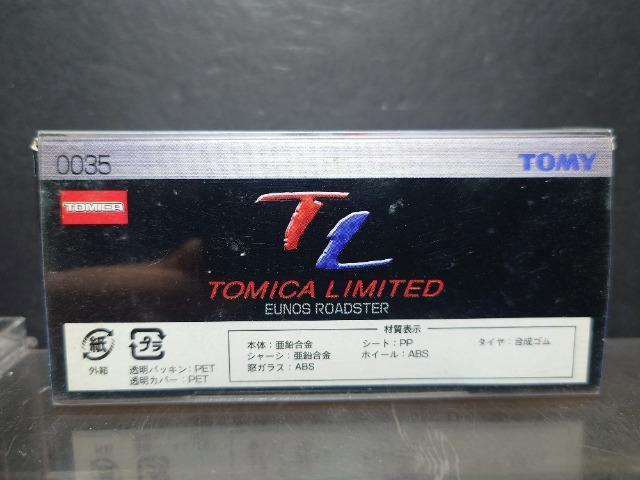 0035
TOMY
TOMICA
TL
TOMICA LIMITED
EUNOS ROADSTER
紙
外箱
プラ
透明パッキン:PET
透明カバー:PET
材質表示
本体:亜鉛合金
シャーシ:亜鉛合金
窓ガラス:ABS
シート:PP
ホイール:ABS
タイヤ:合成ゴム